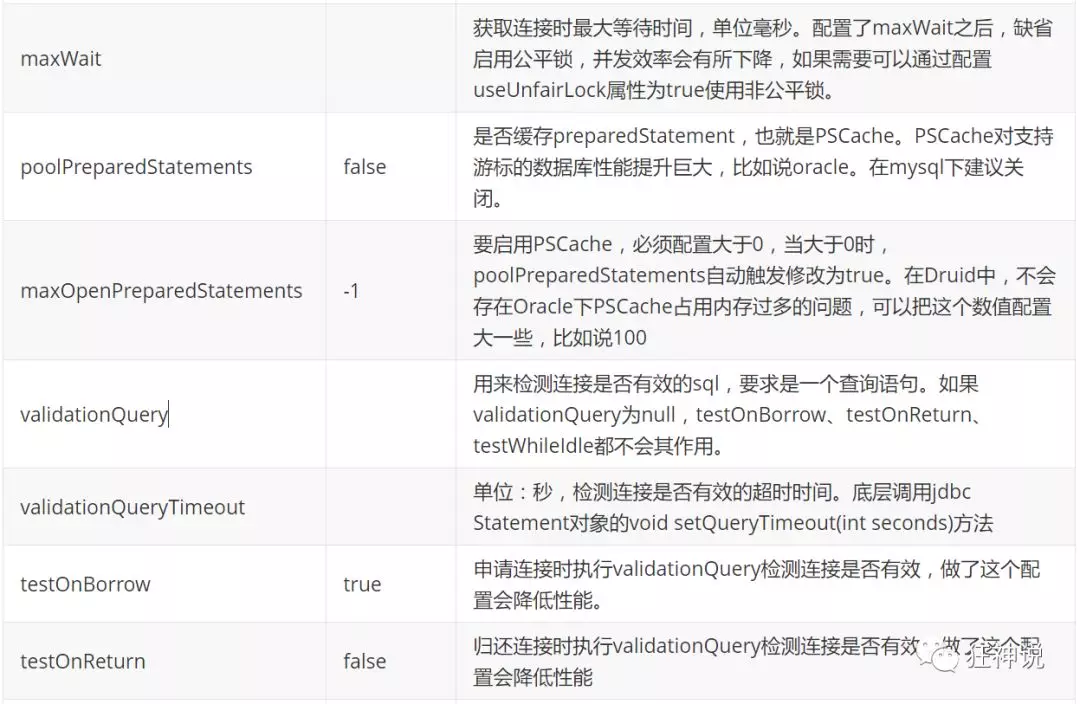 maxWait
获取连接时最大等待时间，单位毫秒。配置了maxWait之后，缺省
启用公平锁，并发效率会有所下降，如果需要可以通过配置
useUnfairLock属性为true使用非公平锁。
poolPreparedStatements
false
是否缓存preparedStatement，也就是PSCache。PSCache对支持
游标的数据库性能提升巨大，比如说oracle。在mysql下建议关
闭。
maxOpenPreparedStatements
-1
要启用PSCache，必须配置大于0，当大于0时，
poolPreparedStatements自动触发修改为true。在Druid中，不会
存在Oracle下PSCache占用内存过多的问题，可以把这个数值配置
大一些，比如说100
validationQuery
用来检测连接是否有效的sql，要求是一个查询语句。如果
validationQuery为null，testOnBorrow、testOnReturn、
testWhileIdle都不会其作用。
validationQueryTimeout
单位：秒，检测连接是否有效的超时时间。底层调用jdbc
Statement对象的void setQueryTimeout(int seconds)方法
testOnBorrow
true
申请连接时执行validationQuery检测连接是否有效，做了这个配
置会降低性能。
testOnReturn
false
归还连接时执行validationQuery检测连接是否有效，做了这个配
置会降低性能
狂神说